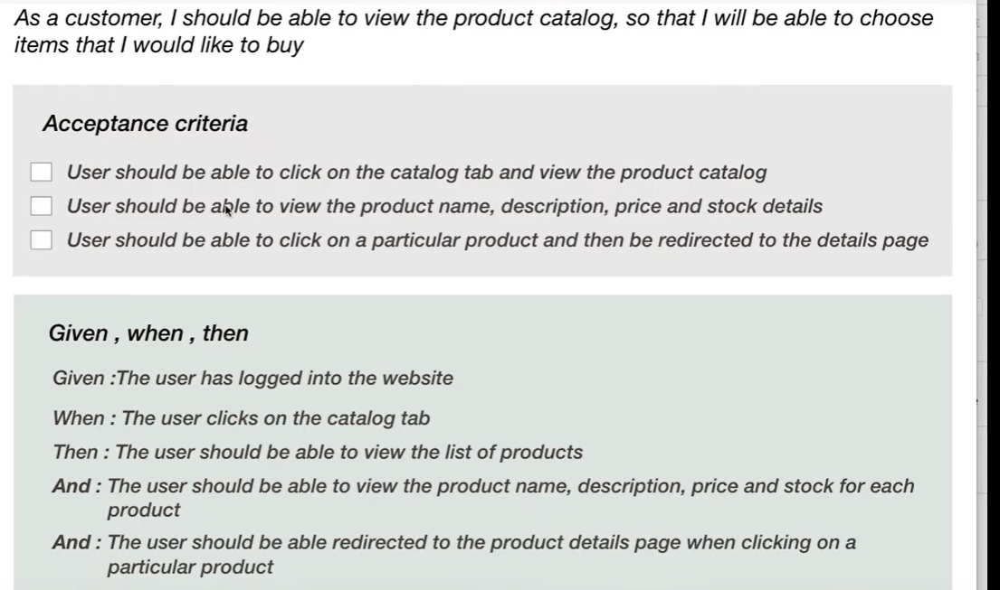 As a customer, I should be able to view the product catalog, so that I will be able to choose
items that I would like to buy
Acceptance criteria
User should be able to click on the catalog tab and view the product catalog
User should be able to view the product name, description, price and stock details
User should be able to click on a particular product and then be redirected to the details page
Given , when , then
Given :The user has logged into the website
When : The user clicks on the catalog tab
Then : The user should be able to view the list of products
And : The user should be able to view the product name, description, price and stock for each
product
And : The user should be able redirected to the product details page when clicking on a
particular product